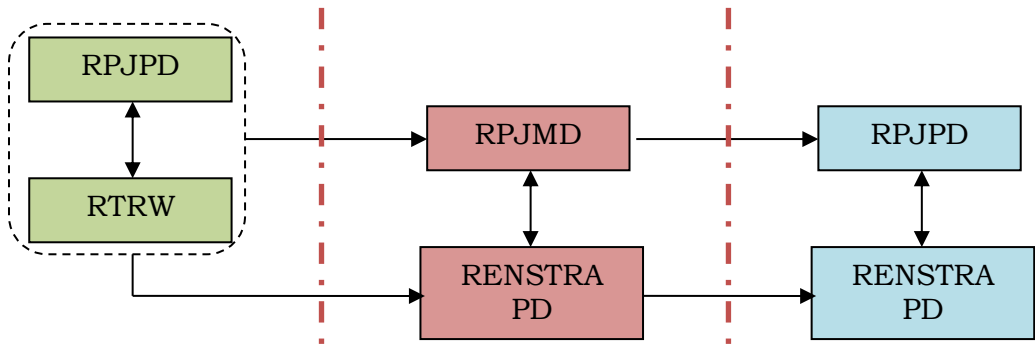 RPJPD
RTRW
RPJMD
RENSTRA
PD
RPJPD
RENSTRA
PD